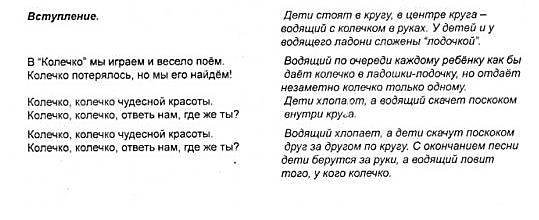 Вступление.
Дети стоят в кругу, в центре круга –
водящий с колечком в руках. У детей и у
водящего ладони сложены "лодочкой".
В "Колечко" мы играем и весело поём.
Колечко потерялось, но мы его найдём!
Водящий по очереди каждому ребёнку как бы
даёт колечко в ладошки-лодочку, но отдаёт
незаметно колечко только одному.
Колечко, колечко чудесной красоты.
Колечко, колечко, ответь нам, где же ты?
Дети хлопают, а водящий скачет поскоком
внутри круга.
Колечко, колечко чудесной красоты.
Колечко, колечко, ответь нам, где же ты?
Водящий хлопает, а дети скачут поскоком
друг за другом по кругу. С окончанием песни
дети берутся за руки, а водящий ловит
того, у кого колечко.